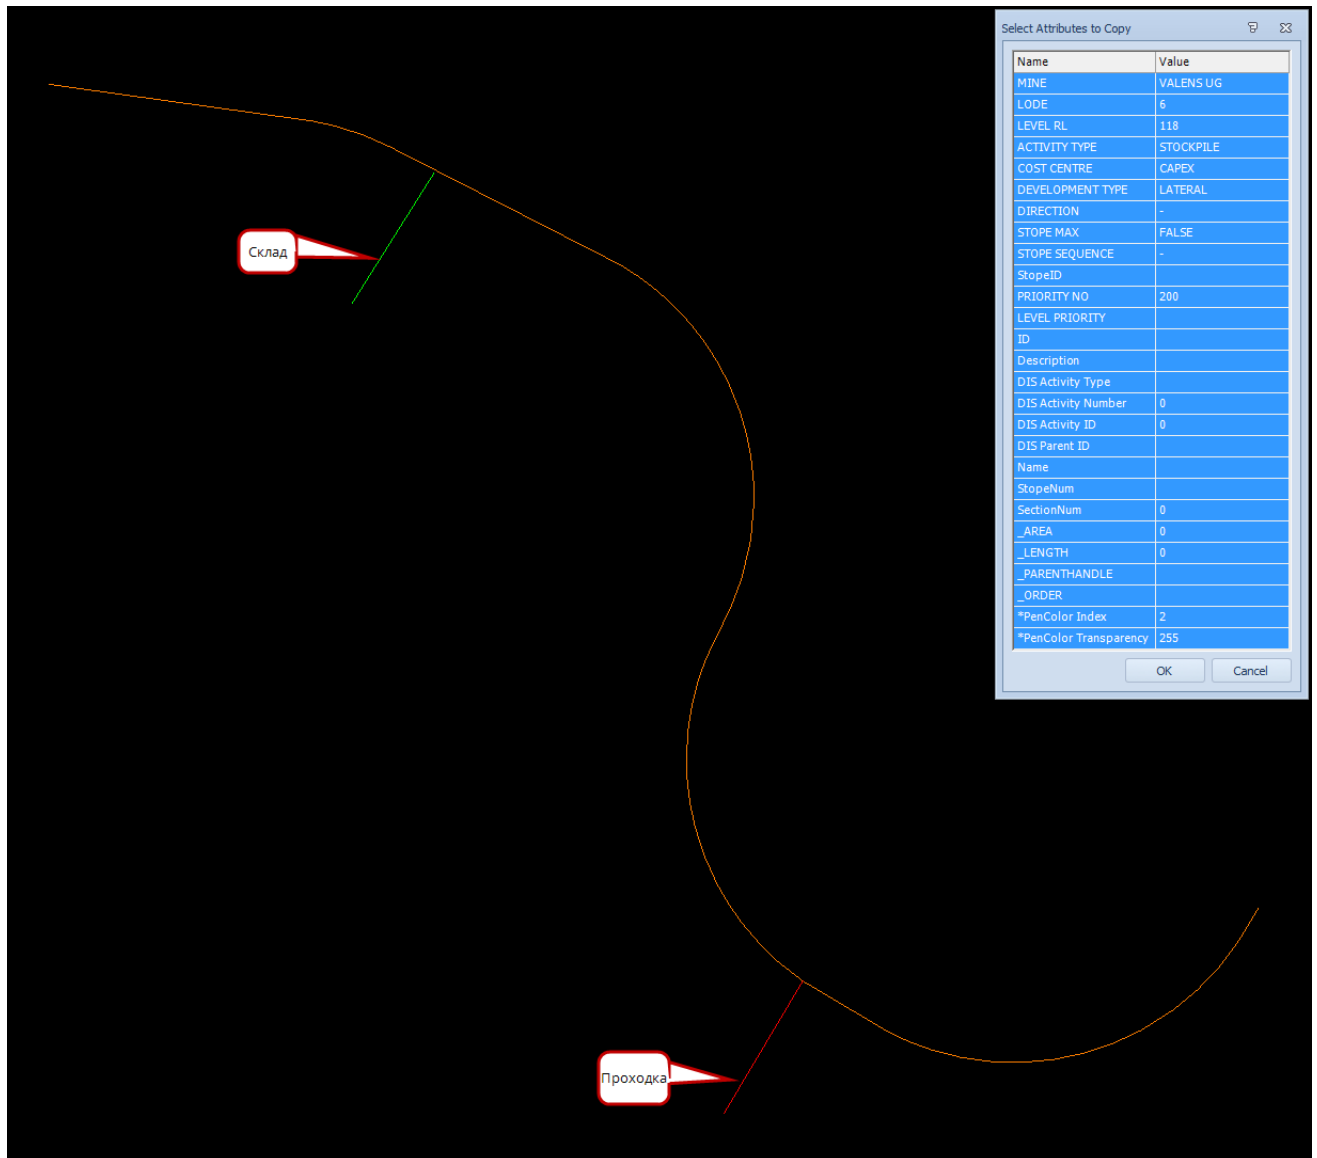 Select Attributes to Copy
Name Value
MINE VALENS UG
LODE 6
LEVEL RL 118
ACTIVITY TYPE STOCKPILE
COST CENTRE CAPEX
DEVELOPMENT TYPE LATERAL
DIRECTION -
STOPE MAX FALSE
STOPE SEQUENCE -
StopeID
PRIORITY NO 200
LEVEL PRIORITY
ID
Description
DIS Activity Type
DIS Activity Number 0
DIS Activity ID 0
DIS Parent ID
Name
StopeNum
SectionNum 0
_AREA 0
_LENGTH 0
_PARENTHANDLE
_ORDER
*PenColor Index 2
*PenColor Transparency 255
OK Cancel
Склад
Проходка